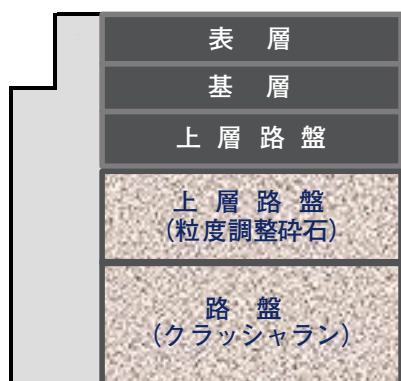 表層
基層
上層路盤
上層路盤
(粒度調整砕石)
路盤
(クラッシャラン)